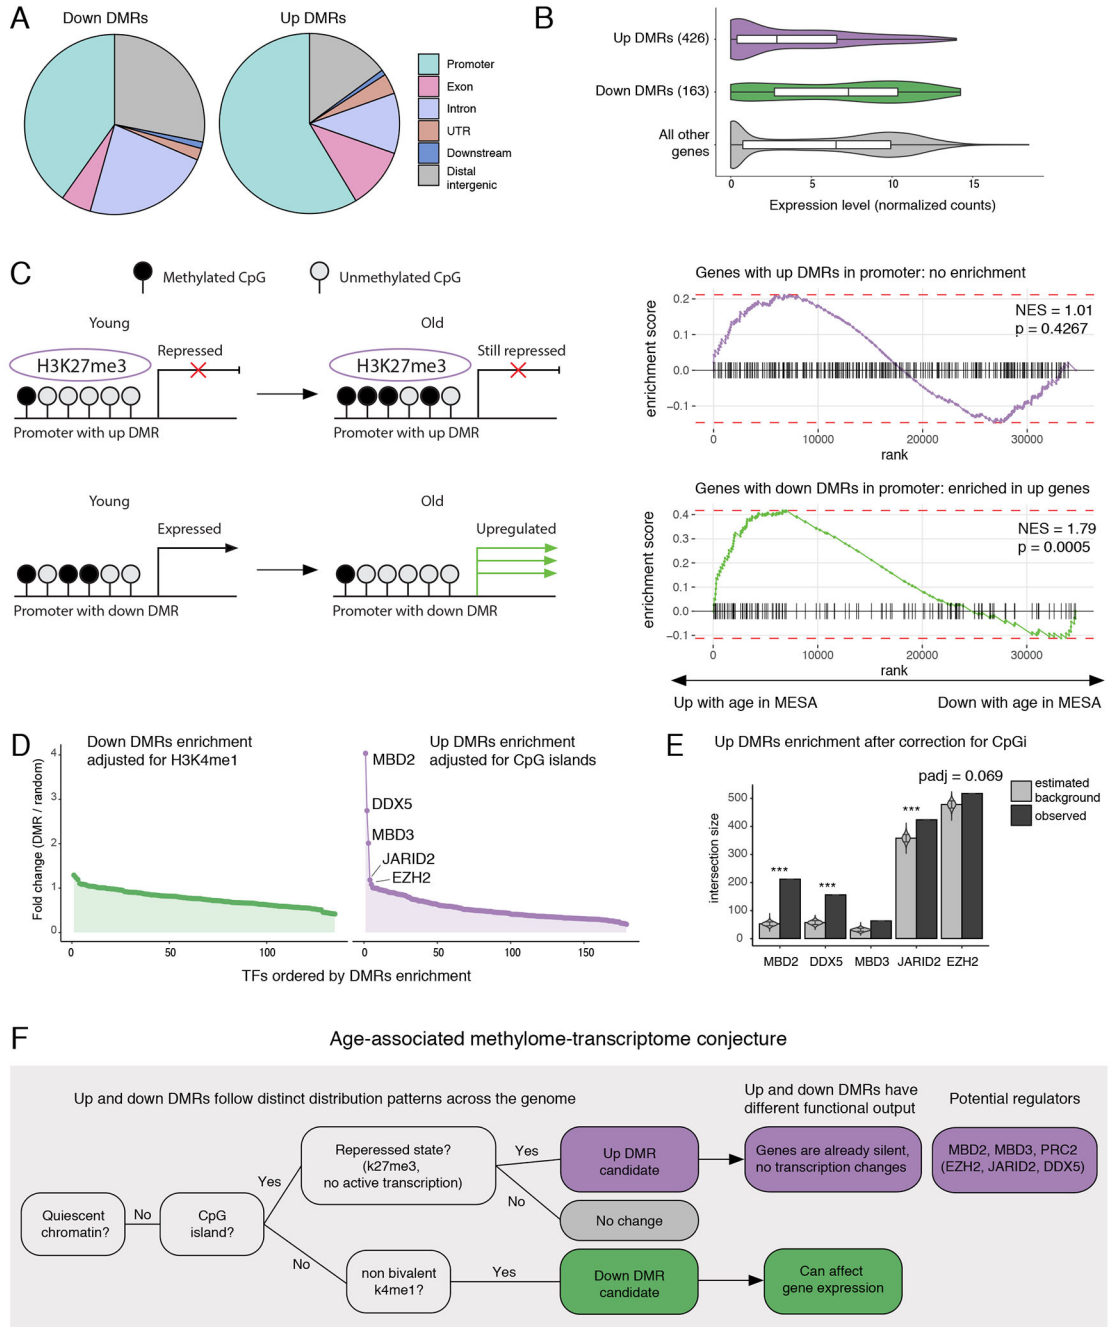 A
Down DMRs
Up DMRs
Promoter
Exon
Intron
UTR
Downstream
Distal
intergenic
B
Up DMRs (426)
Down DMRs (163)
All other
genes
0
5
10
15
Expression level (normalized counts)
C
Methylated CpG
Unmethylated CpG
Young
Old
H3K27me3
Repressed
H3K27me3
Still repressed
Promoter with up DMR
Promoter with up DMR
Young
Old
Expressed
Upregulated
Promoter with down DMR
Promoter with down DMR
Genes with up DMRs in promoter: no enrichment
enrichment score
0.2
0.1
0.0
−0.1
NES = 1.01
p = 0.4267
0
10000
20000
30000
rank
Genes with down DMRs in promoter: enriched in up genes
enrichment score
0.4
0.3
0.2
0.1
0.0
−0.1
NES = 1.79
p = 0.0005
0
10000
20000
30000
rank
Up with age in MESA
Down with age in MESA
D
Down DMRs enrichment
adjusted for H3K4me1
Up DMRs enrichment
adjusted for CpG islands
Fold change (DMR / random)
4
3
2
1
0
MBD2
DDX5
MBD3
JARID2
EZH2
0
50
100
0
50
100
150
TFs ordered by DMRs enrichment
E
Up DMRs enrichment after correction for CpGi
padj = 0.069
estimated
background
observed
intersection size
500
400
300
200
100
0
***
***
***
MBD2
DDX5
MBD3
JARID2
EZH2
F
Age-associated methylome-transcriptome conjecture
Up and down DMRs follow distinct distribution patterns across the genome
Up and down DMRs have
different functional output
Potential regulators
Quiescent
chromatin?
No
CpG
island?
Yes
No
Reperessed state?
(k27me3,
no active transcription)
Yes
No
Up DMR
candidate
No change
Genes are already silent,
no transcription changes
MBD2, MBD3, PRC2
(EZH2, JARID2, DDX5)
non bivalent
k4me1?
Yes
Down DMR
candidate
Can affect
gene expression